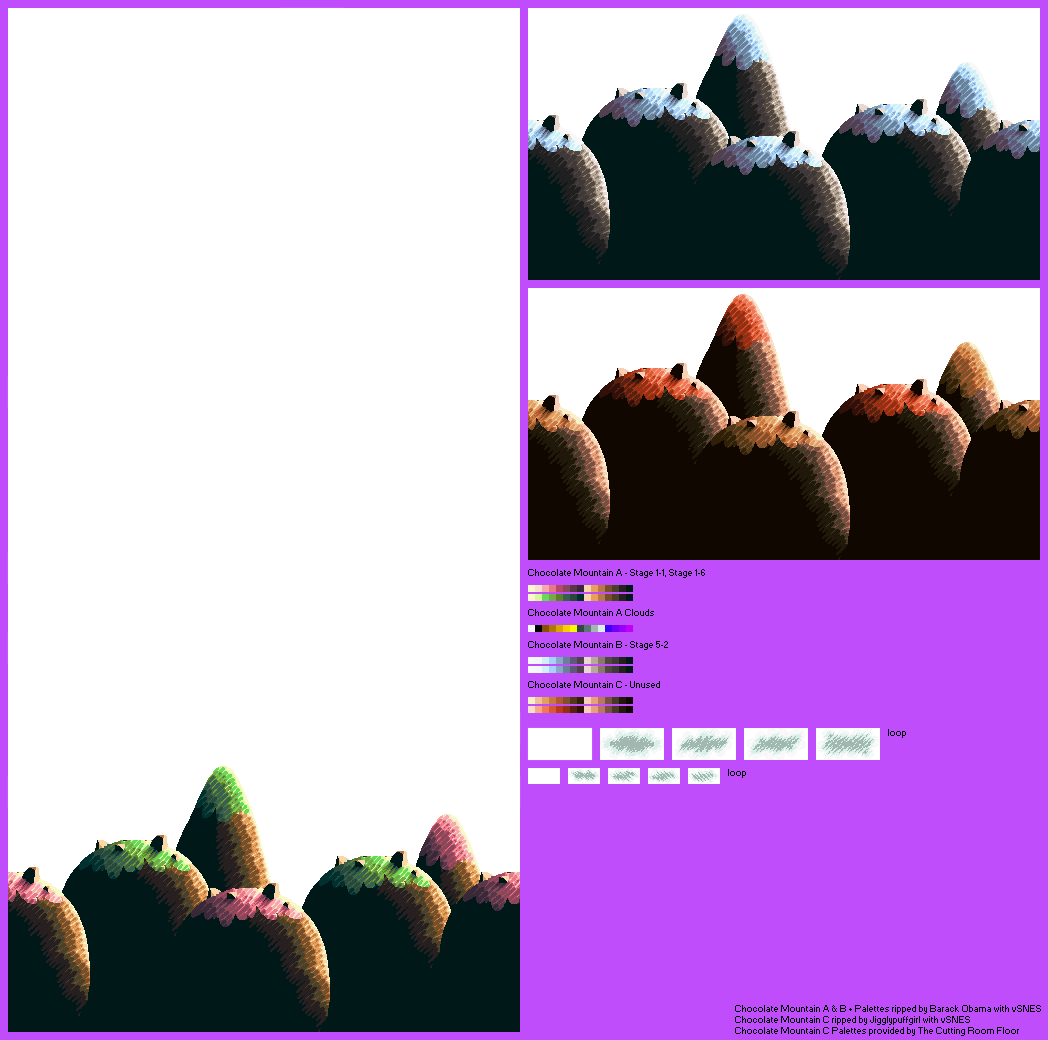 Chocolate Mountain A - Stage 1-1, Stage 1-6
Chocolate Mountain A Clouds
Chocolate Mountain B - Stage 5-2
Chocolate Mountain C - Unused
loop
loop
Chocolate Mountain A & B + Palettes ripped by Barack Obama with vSNES
Chocolate Mountain C ripped by Jigglypuffgirl with vSNES
Chocolate Mountain C Palettes provided by The Cutting Room Floor